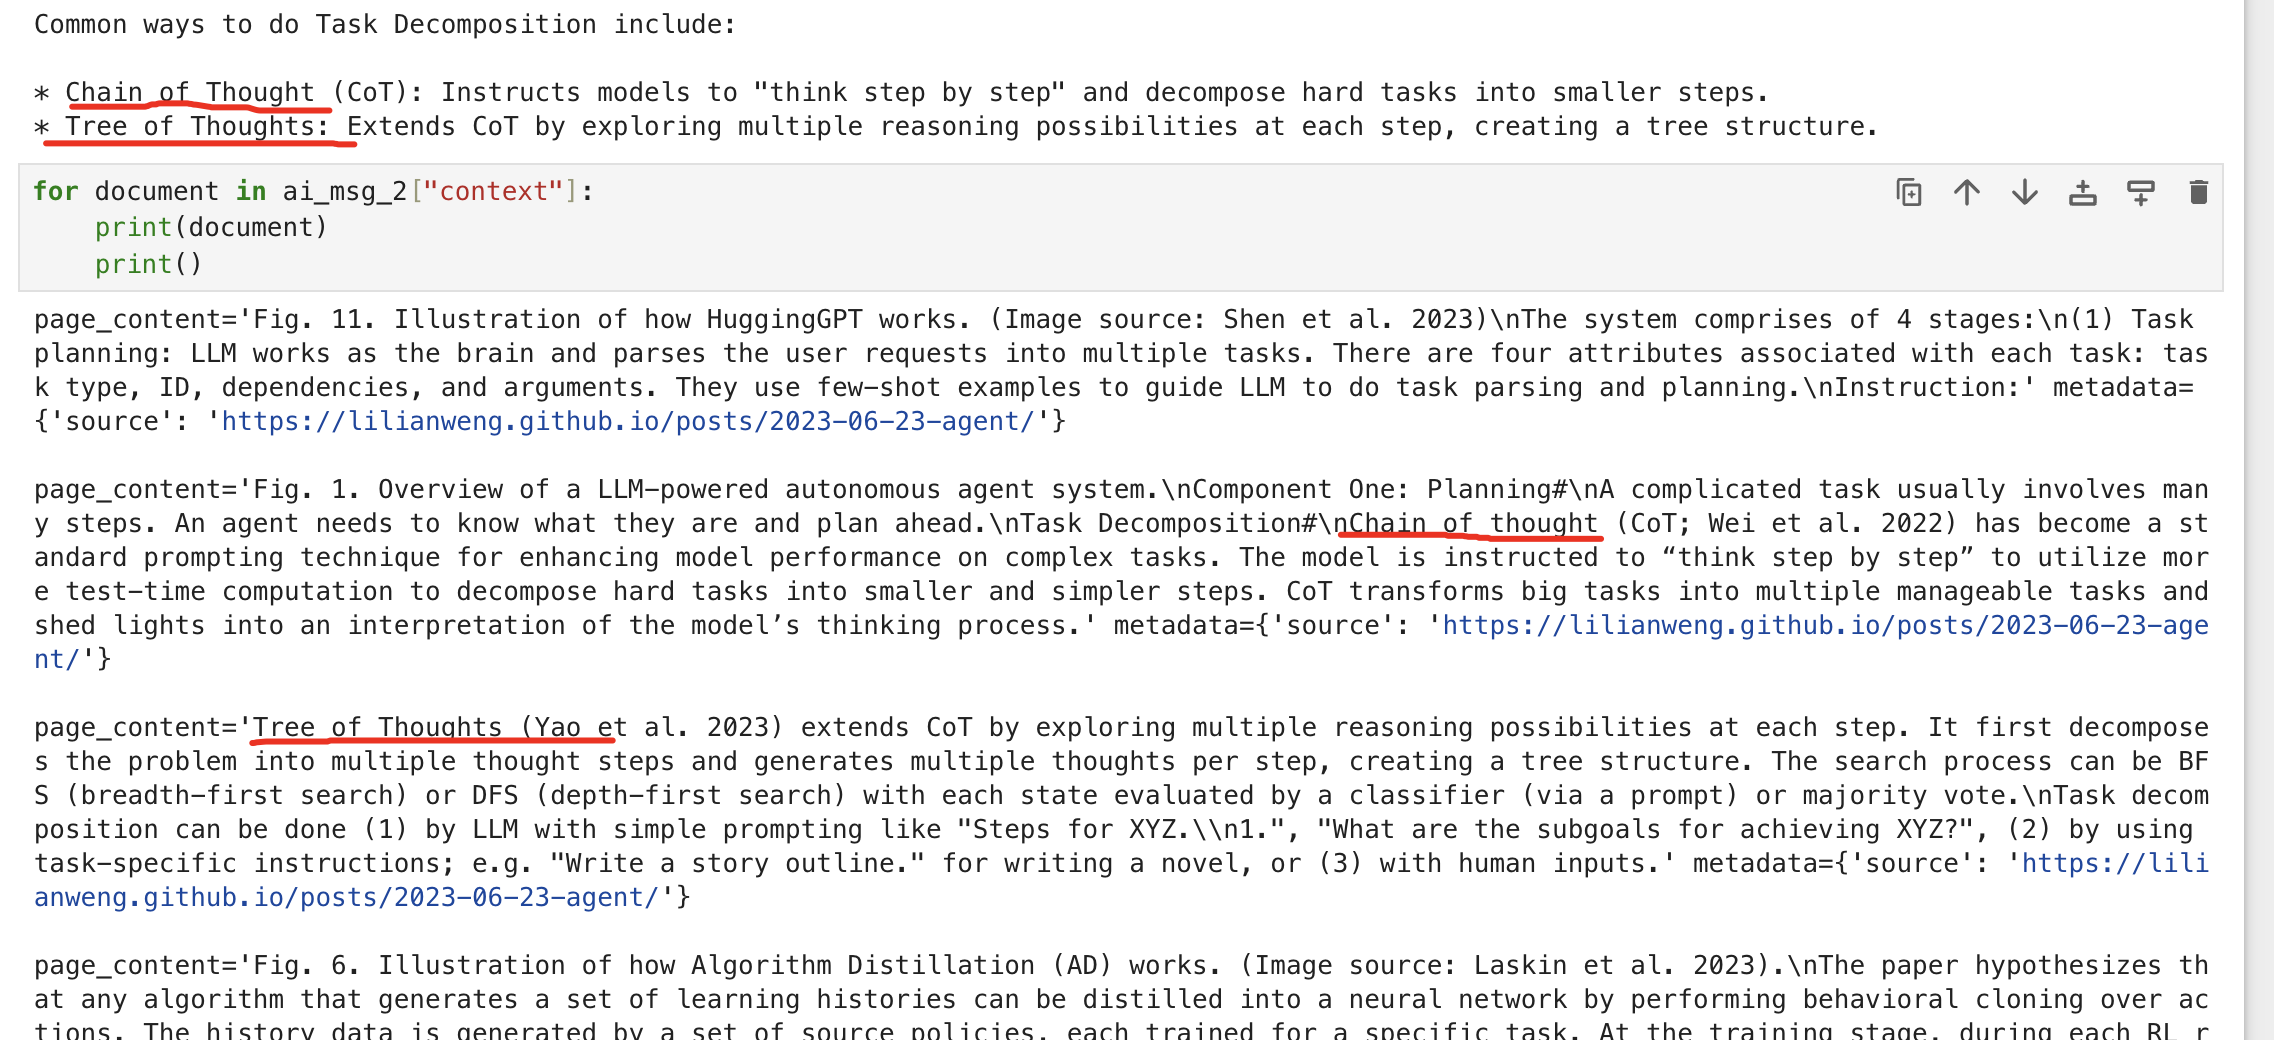 Common ways to do Task Decomposition include:
* Chain of Thought (CoT): Instructs models to "think step by step" and decompose hard tasks into smaller steps.
* Tree of Thoughts: Extends CoT by exploring multiple reasoning possibilities at each step, creating a tree structure.
for document in ai_msg_2["context"]:
    print(document)
    print()
page_content='Fig. 11. Illustration of how HuggingGPT works. (Image source: Shen et al. 2023)\nThe system comprises of 4 stages:\n(1) Task
planning: LLM works as the brain and parses the user requests into multiple tasks. There are four attributes associated with each task: tas
k type, ID, dependencies, and arguments. They use few-shot examples to guide LLM to do task parsing and planning.\nInstruction:' metadata=
{'source': 'https://lilianweng.github.io/posts/2023-06-23-agent/'}
page_content='Fig. 1. Overview of a LLM-powered autonomous agent system.\nComponent One: Planning#\nA complicated task usually involves man
y steps. An agent needs to know what they are and plan ahead.\nTask Decomposition#\nChain of thought (CoT; Wei et al. 2022) has become a st
andard prompting technique for enhancing model performance on complex tasks. The model is instructed to “think step by step” to utilize mor
e test-time computation to decompose hard tasks into smaller and simpler steps. CoT transforms big tasks into multiple manageable tasks and
shed lights into an interpretation of the model’s thinking process.' metadata={'source': 'https://lilianweng.github.io/posts/2023-06-23-age
nt/'}
page_content='Tree of Thoughts (Yao et al. 2023) extends CoT by exploring multiple reasoning possibilities at each step. It first decompose
s the problem into multiple thought steps and generates multiple thoughts per step, creating a tree structure. The search process can be BF
S (breadth-first search) or DFS (depth-first search) with each state evaluated by a classifier (via a prompt) or majority vote.\nTask decom
position can be done (1) by LLM with simple prompting like "Steps for XYZ.\\n1.", "What are the subgoals for achieving XYZ?", (2) by using
task-specific instructions; e.g. "Write a story outline." for writing a novel, or (3) with human inputs.' metadata={'source': 'https://lili
anweng.github.io/posts/2023-06-23-agent/'}
page_content='Fig. 6. Illustration of how Algorithm Distillation (AD) works. (Image source: Laskin et al. 2023).\nThe paper hypothesizes th
at any algorithm that generates a set of learning histories can be distilled into a neural network by performing behavioral cloning over ac
tions. The history data is generated by a set of source policies, each trained for a specific task. At the training stage, during each RL r